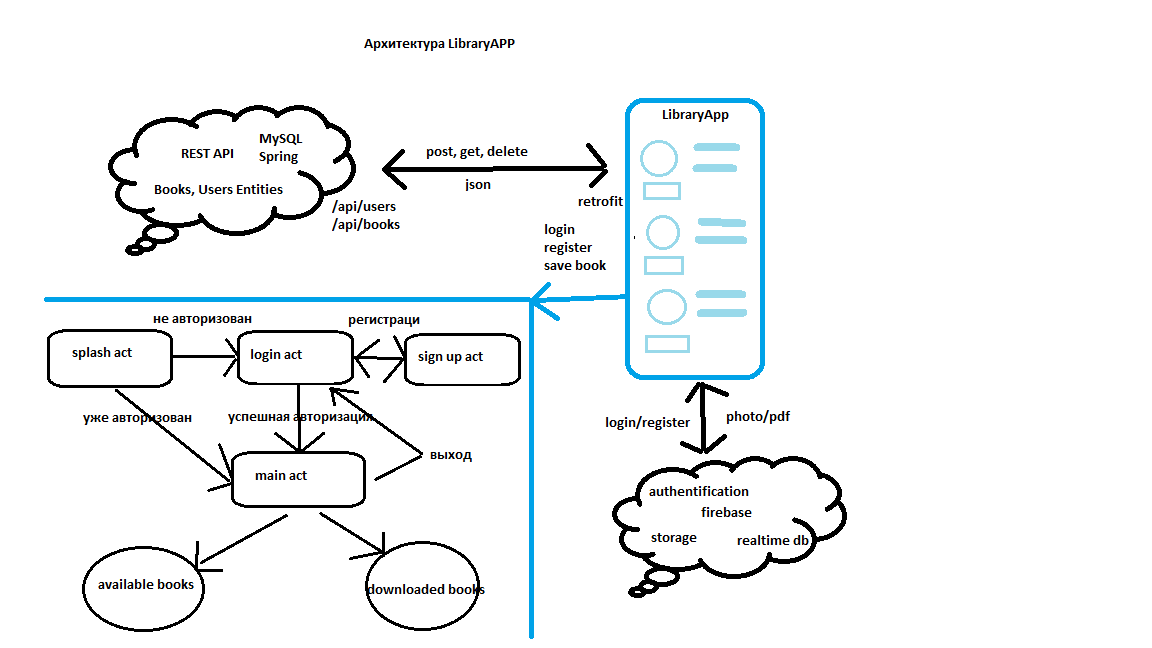 Архитектура LibraryAPP
REST API
MySQL
Spring
Books, Users Entities
/api/users
/api/books
post, get, delete
json
retrofit
LibraryApp
login
register
save book
не авторизован
регистраци
splash act
login act
sign up act
уже авторизован
успешная авторизация
выход
main act
available books
downloaded books
login/register
photo/pdf
authentification
firebase
storage
realtime db